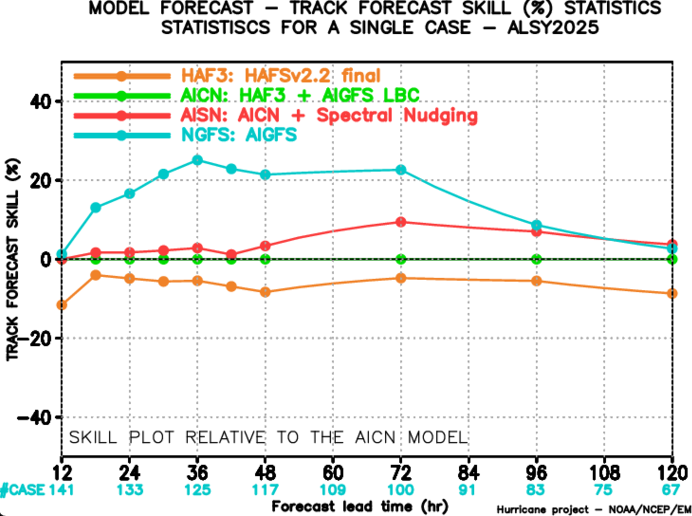 MODEL FORECAST – TRACK FORECAST SKILL (%) STATISTICS
STATISTISCS FOR A SINGLE CASE – ALSY2025
HAF3: HAFSv2.2 final
AICN: HAF3 + AIGFS LBC
AISN: AICN + Spectral Nudging
NGFS: AIGFS
TRACK FORECAST SKILL (%)
40
20
0
−20
−40
SKILL PLOT RELATIVE TO THE AICN MODEL
12 24 36 48 60 72 84 96 108 120
#CASE 141 133 125 117 109 100 91 83 75 67
Forecast lead time (hr)
Hurricane project – NOAA/NCEP/EM